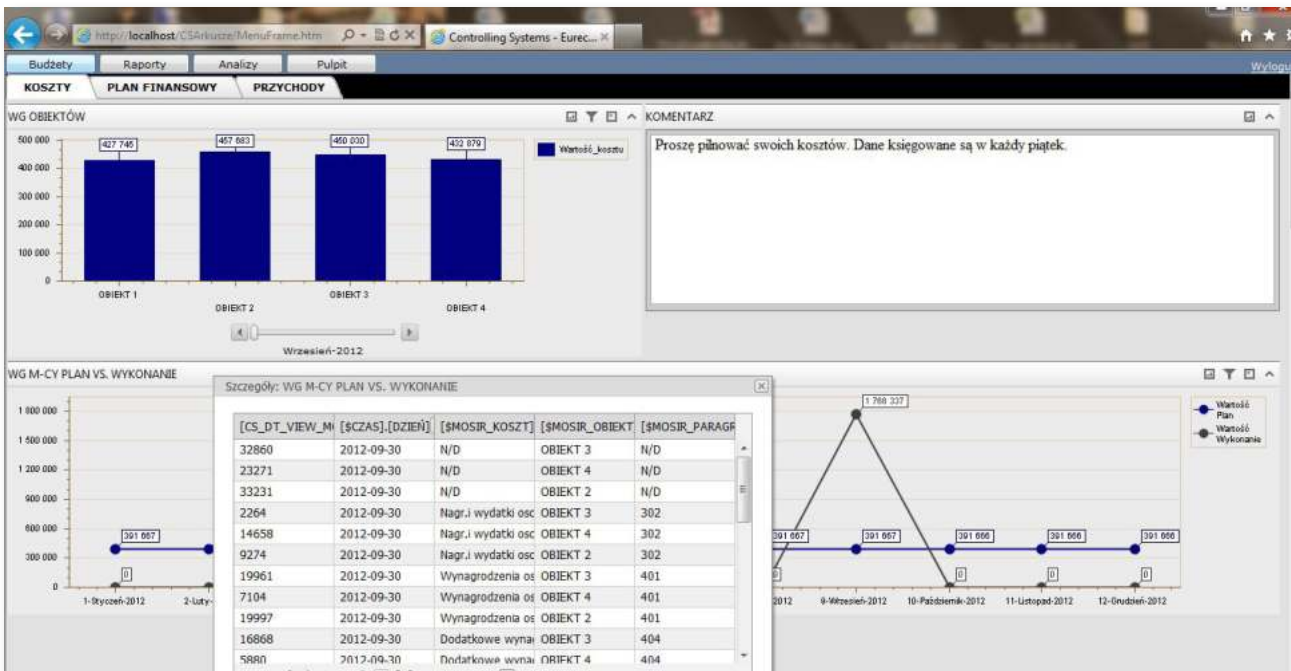 http://localhost/CSArkusze/MenuFrame.htm
Controlling Systems - Eurec...
Budżety Raporty Analizy Pulpit
Wylogu
KOSZTY PLAN FINANSOWY PRZYCHODY
WG OBIEKTÓW
500 000
400 000
300 000
200 000
100 000
0
427 746
457 683
450 030
432 879
OBIEKT 1
OBIEKT 2
OBIEKT 3
OBIEKT 4
Wartość_kosztu
Wrzesień-2012
KOMENTARZ
Proszę pilnować swoich kosztów. Dane księgowane są w każdy piątek.
WG M-CY PLAN VS. WYKONANIE
1 800 000
1 500 000
1 200 000
900 000
600 000
300 000
0
391 667
0
1-Styczeń-2012
2-Luty-
Szczegóły: WG M-CY PLAN VS. WYKONANIE
[CS_DT_VIEW_M [$CZAS].[DZIEŃ] [$MOSIR_KOSZT] [$MOSIR_OBIEKT [$MOSIR_PARAGR
32860 2012-09-30 N/D OBIEKT 3 N/D
23271 2012-09-30 N/D OBIEKT 4 N/D
33231 2012-09-30 N/D OBIEKT 2 N/D
2264 2012-09-30 Nagr.i wydatki osc OBIEKT 3 302
14658 2012-09-30 Nagr.i wydatki osc OBIEKT 4 302
9274 2012-09-30 Nagr.i wydatki osc OBIEKT 2 302
19961 2012-09-30 Wynagrodzenia os OBIEKT 3 401
7104 2012-09-30 Wynagrodzenia os OBIEKT 4 401
19997 2012-09-30 Wynagrodzenia os OBIEKT 2 401
16868 2012-09-30 Dodatkowe wyna OBIEKT 3 404
5880 2012-09-30 Dodatkowe wyna OBIEKT 4 404
1 768 337
391 667
391 667
391 666
391 666
391 666
0
0
0
2012
9-Wrzesień-2012
10-Październik-2012
11-Listopad-2012
12-Grudzień-2012
Wartość
Plan
Wartość
Wykonanie